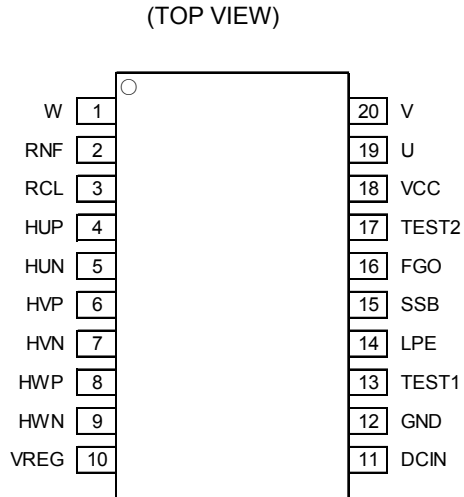 (TOP VIEW)
W 1 20 V
RNF 2 19 U
RCL 3 18 VCC
HUP 4 17 TEST2
HUN 5 16 FGO
HVP 6 15 SSB
HVN 7 14 LPE
HWP 8 13 TEST1
HWN 9 12 GND
VREG 10 11 DCIN